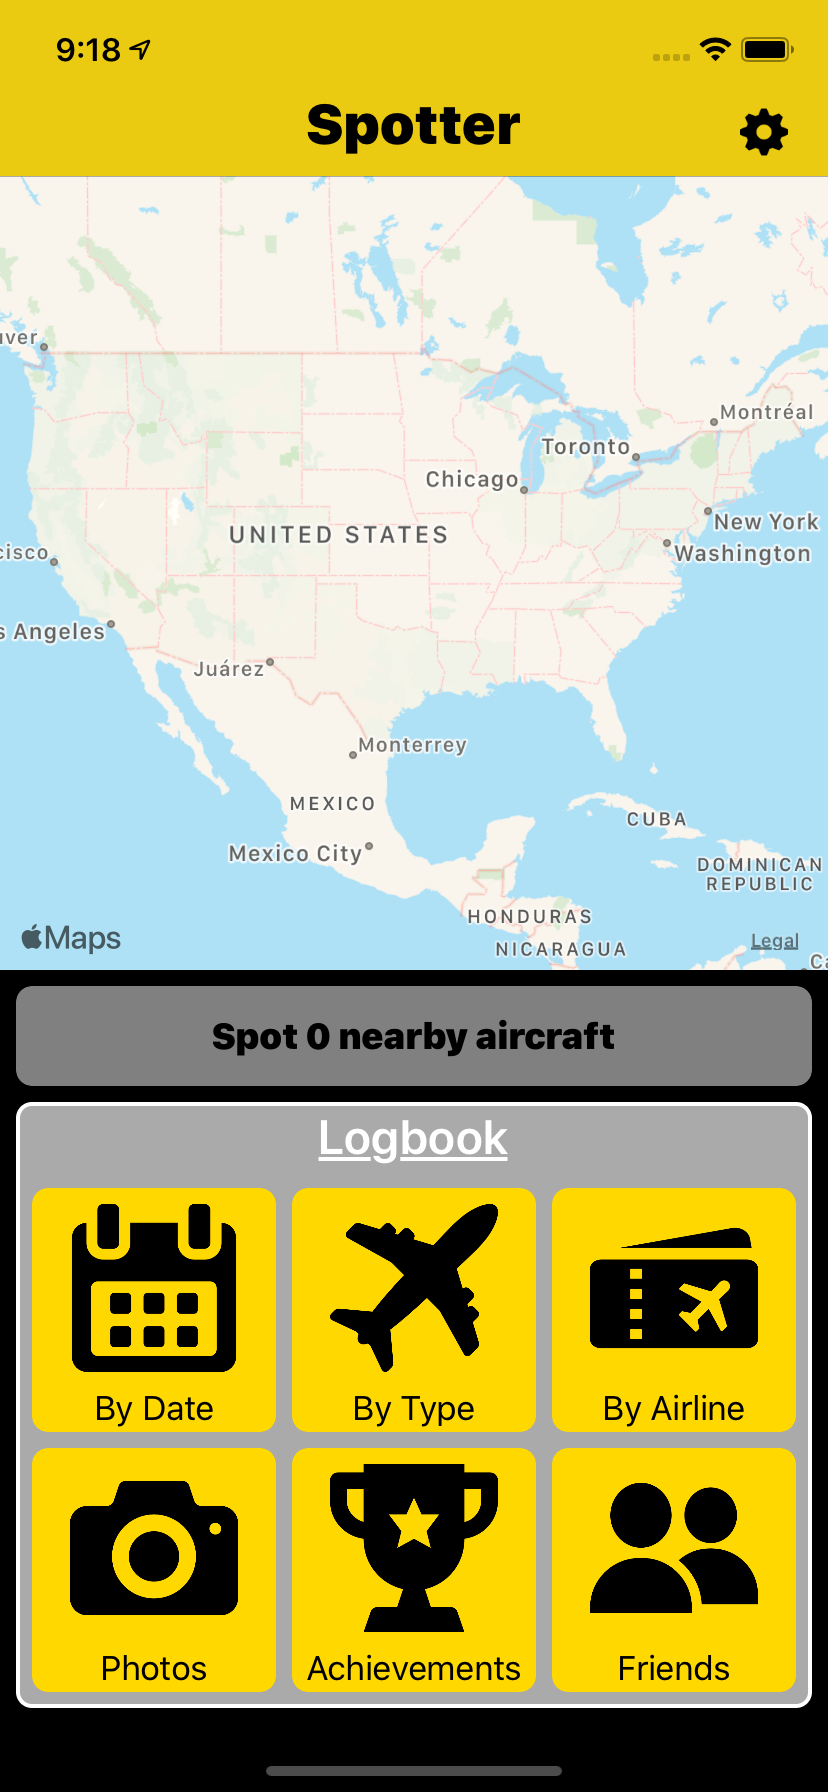 9:18
Spotter
ver
Montréal
Toronto
Chicago
New York
UNITED STATES
Washington
cisco
s Angeles
Juárez
Monterrey
MEXICO
CUBA
Mexico City
DOMINICAN
REPUBLIC
HONDURAS
Maps
Legal
NICARAGUA
Ca
Spot 0 nearby aircraft
Logbook
By Date
By Type
By Airline
Photos
Achievements
Friends